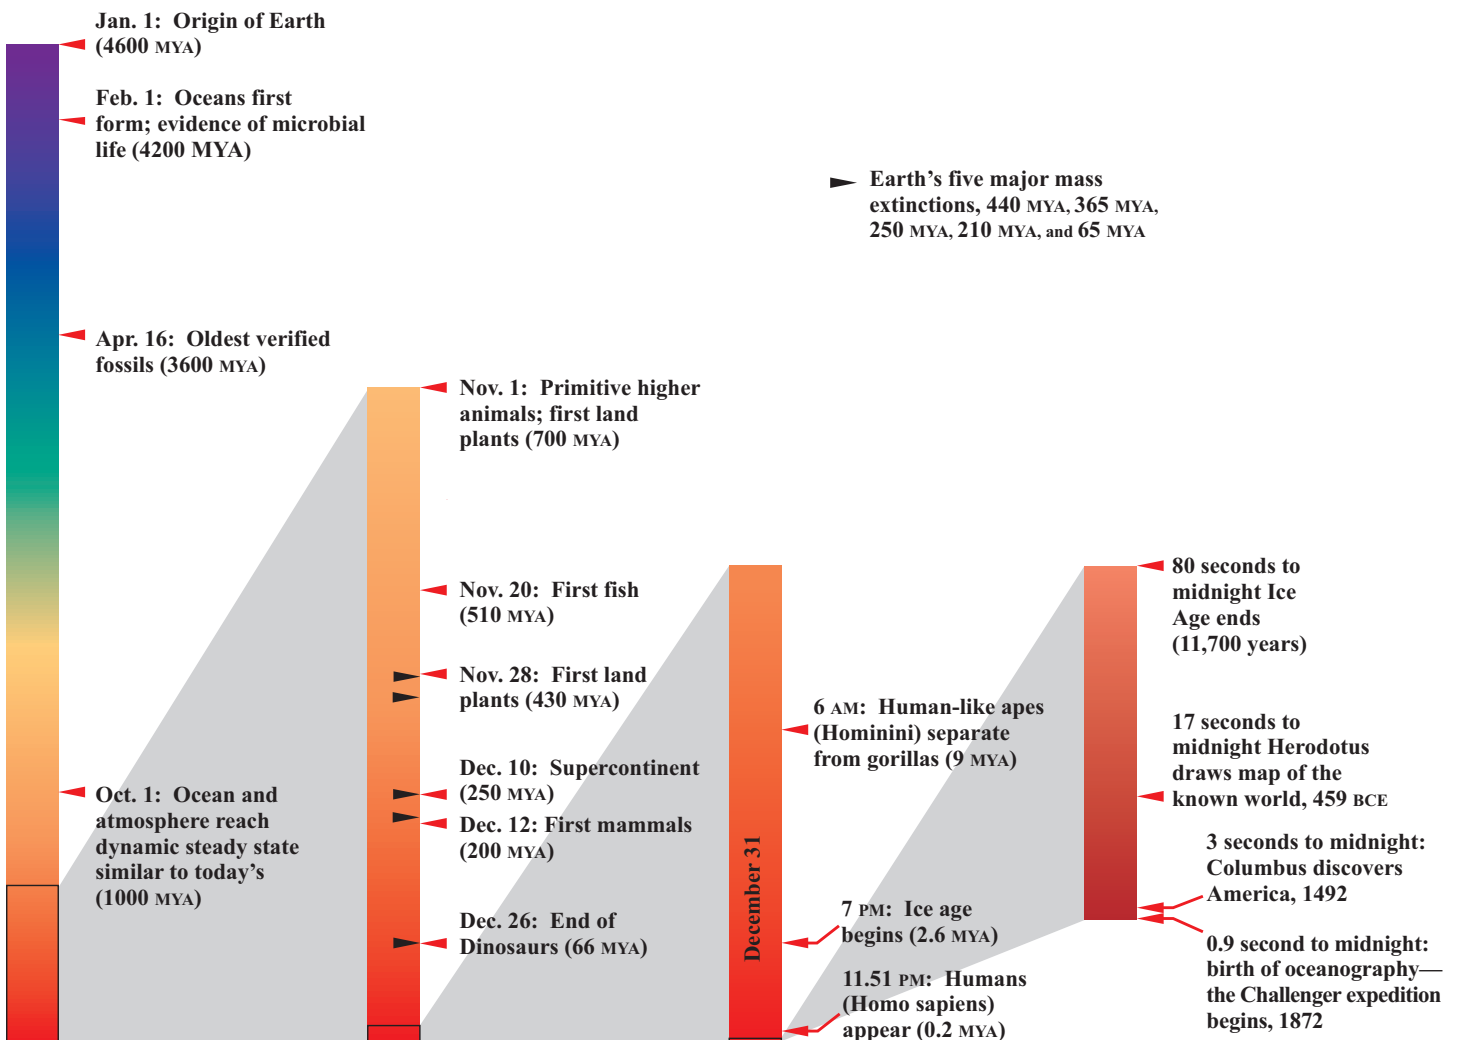 Jan. 1: Origin of Earth
(4600 MYA)
Feb. 1: Oceans first
form; evidence of microbial
life (4200 MYA)
Earth's five major mass
extinctions, 440 MYA, 365 MYA,
250 MYA, 210 MYA, and 65 MYA
Apr. 16: Oldest verified
fossils (3600 MYA)
Oct. 1: Ocean and
atmosphere reach
dynamic steady state
similar to today's
(1000 MYA)
Nov. 1: Primitive higher
animals; first land
plants (700 MYA)
Nov. 20: First fish
(510 MYA)
Nov. 28: First land
plants (430 MYA)
Dec. 10: Supercontinent
(250 MYA)
Dec. 12: First mammals
(200 MYA)
Dec. 26: End of
Dinosaurs (66 MYA)
December 31
6 AM: Human-like apes
(Hominini) separate
from gorillas (9 MYA)
7 PM: Ice age
begins (2.6 MYA)
11.51 PM: Humans
(Homo sapiens)
appear (0.2 MYA)
80 seconds to
midnight Ice
Age ends
(11,700 years)
17 seconds to
midnight Herodotus
draws map of the
known world, 459 BCE
3 seconds to midnight:
Columbus discovers
America, 1492
0.9 second to midnight:
birth of oceanography—
the Challenger expedition
begins, 1872